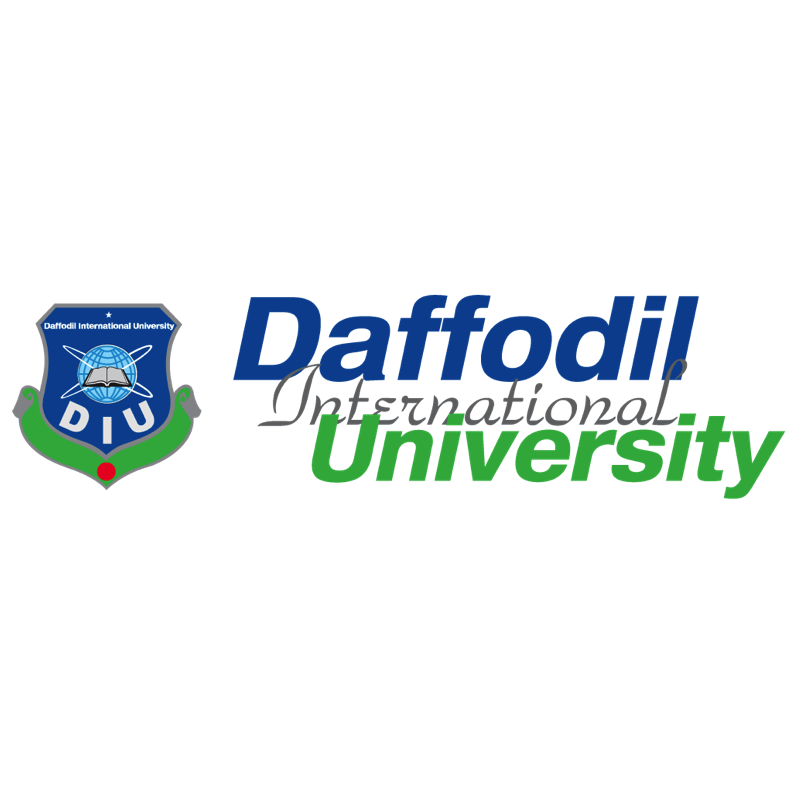 Daffodil International University
DIU
Daffodil
International
University